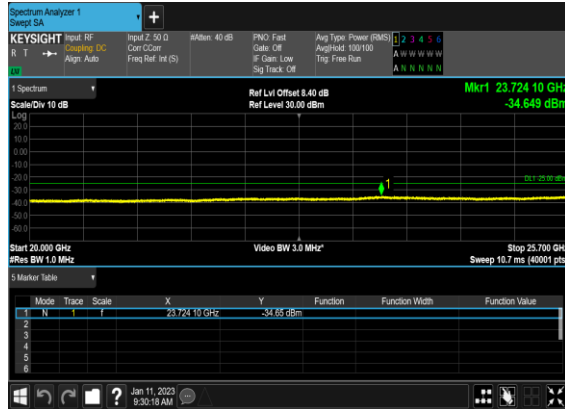 Spectrum Analyzer 1
Swept SA
+
KEYSIGHT Input: RF Input Z: 50 Ω #Atten: 40 dB PNO: Fast Avg Type: Power (RMS) 1 2 3 4 5 6
R T Coupling: DC Corr CCorr Gate: Off Avg|Hold: 100/100 A W W W W W
Align: Auto Freq Ref: Int (S) IF Gain: Low Trig: Free Run
Sig Track: Off A N N N N N
1 Spectrum Ref Lvl Offset 8.40 dB Mkr1 23.724 10 GHz
Scale/Div 10 dB Ref Level 30.00 dBm -34.649 dBm
Log
20.0
10.0
0.00
-10.0
-20.0
1
DL1 -25.00 dBm
-30.0
-40.0
-50.0
-60.0
Start 20.000 GHz Video BW 3.0 MHz* Stop 25.700 GHz
#Res BW 1.0 MHz Sweep 10.7 ms (40001 pts)
5 Marker Table
Mode Trace Scale X Y Function Function Width Function Value
1 N 1 f 23.724 10 GHz -34.65 dBm
2
3
4
5
6
? Jan 11, 2023
9:30:18 AM